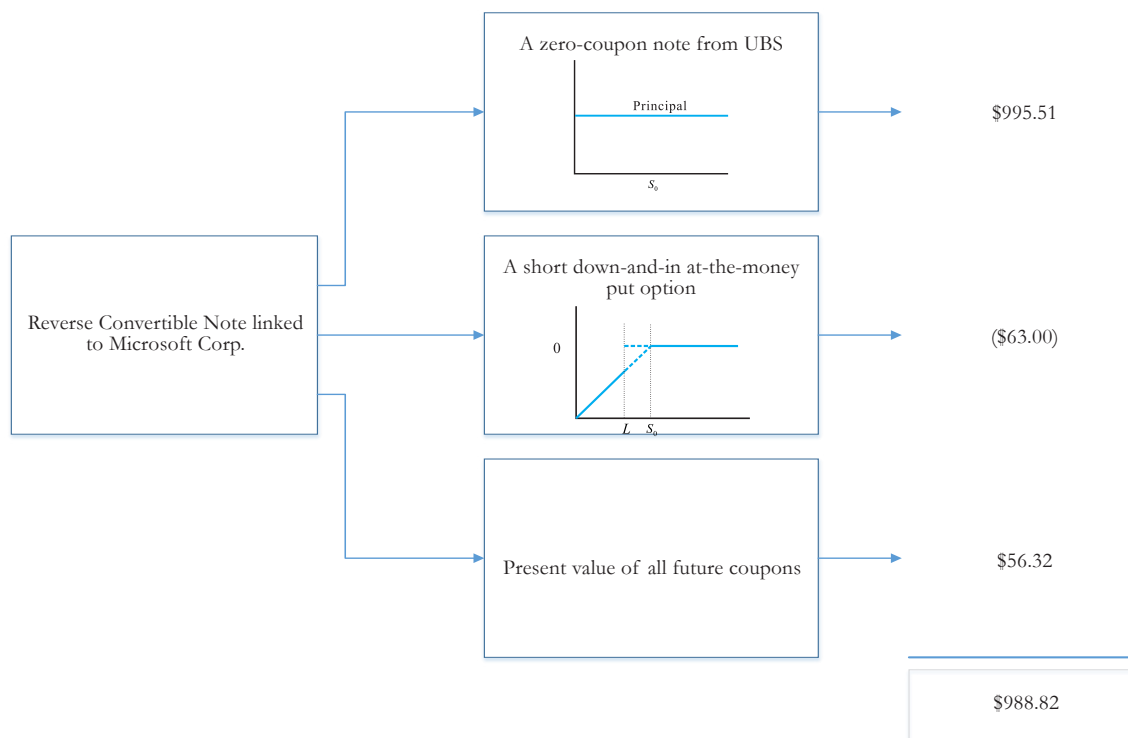 A zero-coupon note from UBS
Principal
S₀
$995.51
Reverse Convertible Note linked
to Microsoft Corp.
A short down-and-in at-the-money
put option
0
L S₀
($63.00)
Present value of all future coupons
$56.32
$988.82